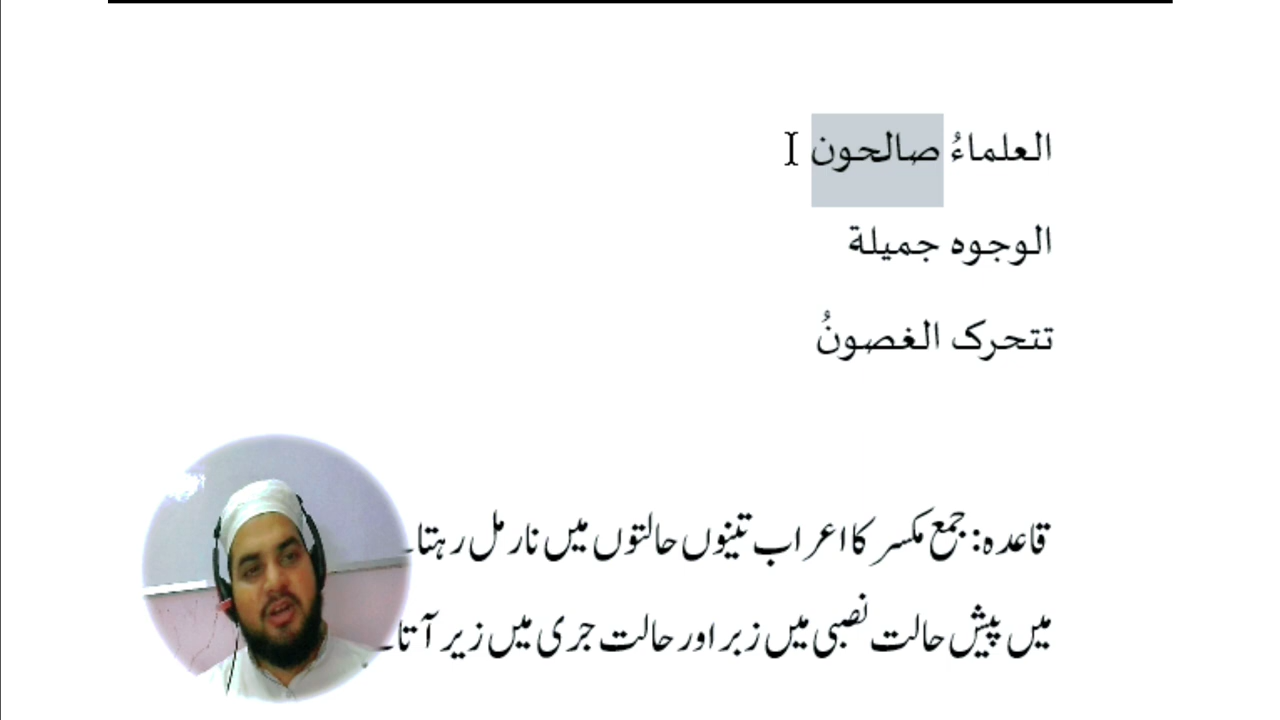 العلماءُ صالحون
الوجوه جميلة
تتحرک الغصونُ
قاعدہ: جمع مکسر کا اعراب تینوں حالتوں میں نارمل رہتا
میں پیش حالت نصبی میں زبر اور حالت جری میں زیر آتا